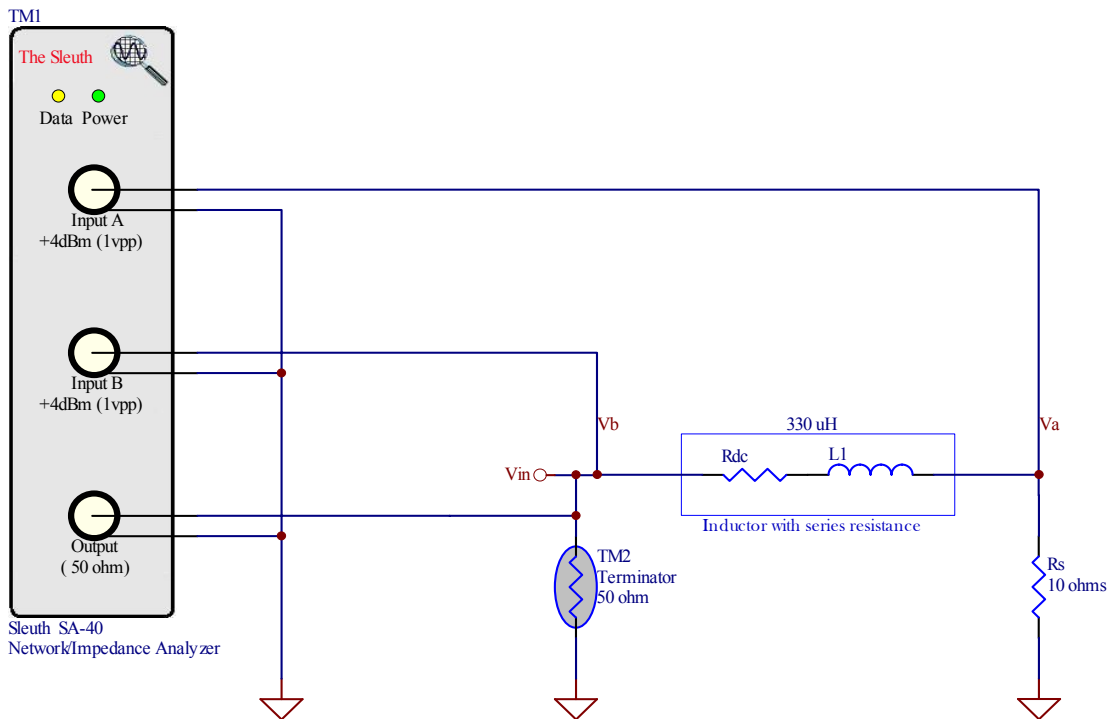 TM1
The Sleuth
Data Power
Input A
+4dBm (1vpp)
Input B
+4dBm (1vpp)
Output
( 50 ohm)
Sleuth SA-40
Network/Impedance Analyzer
Vb
330 uH
Va
Rdc
L1
Vin
Inductor with series resistance
TM2
Terminator
50 ohm
Rs
10 ohms